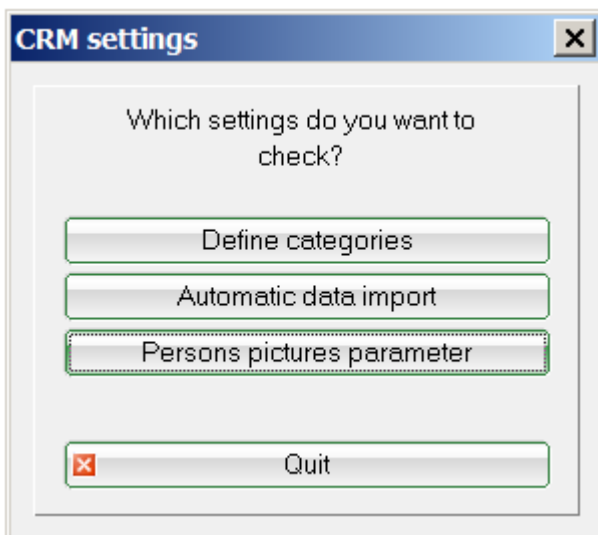 CRM settings
Which settings do you want to
check?
Define categories
Automatic data import
Persons pictures parameter
Quit